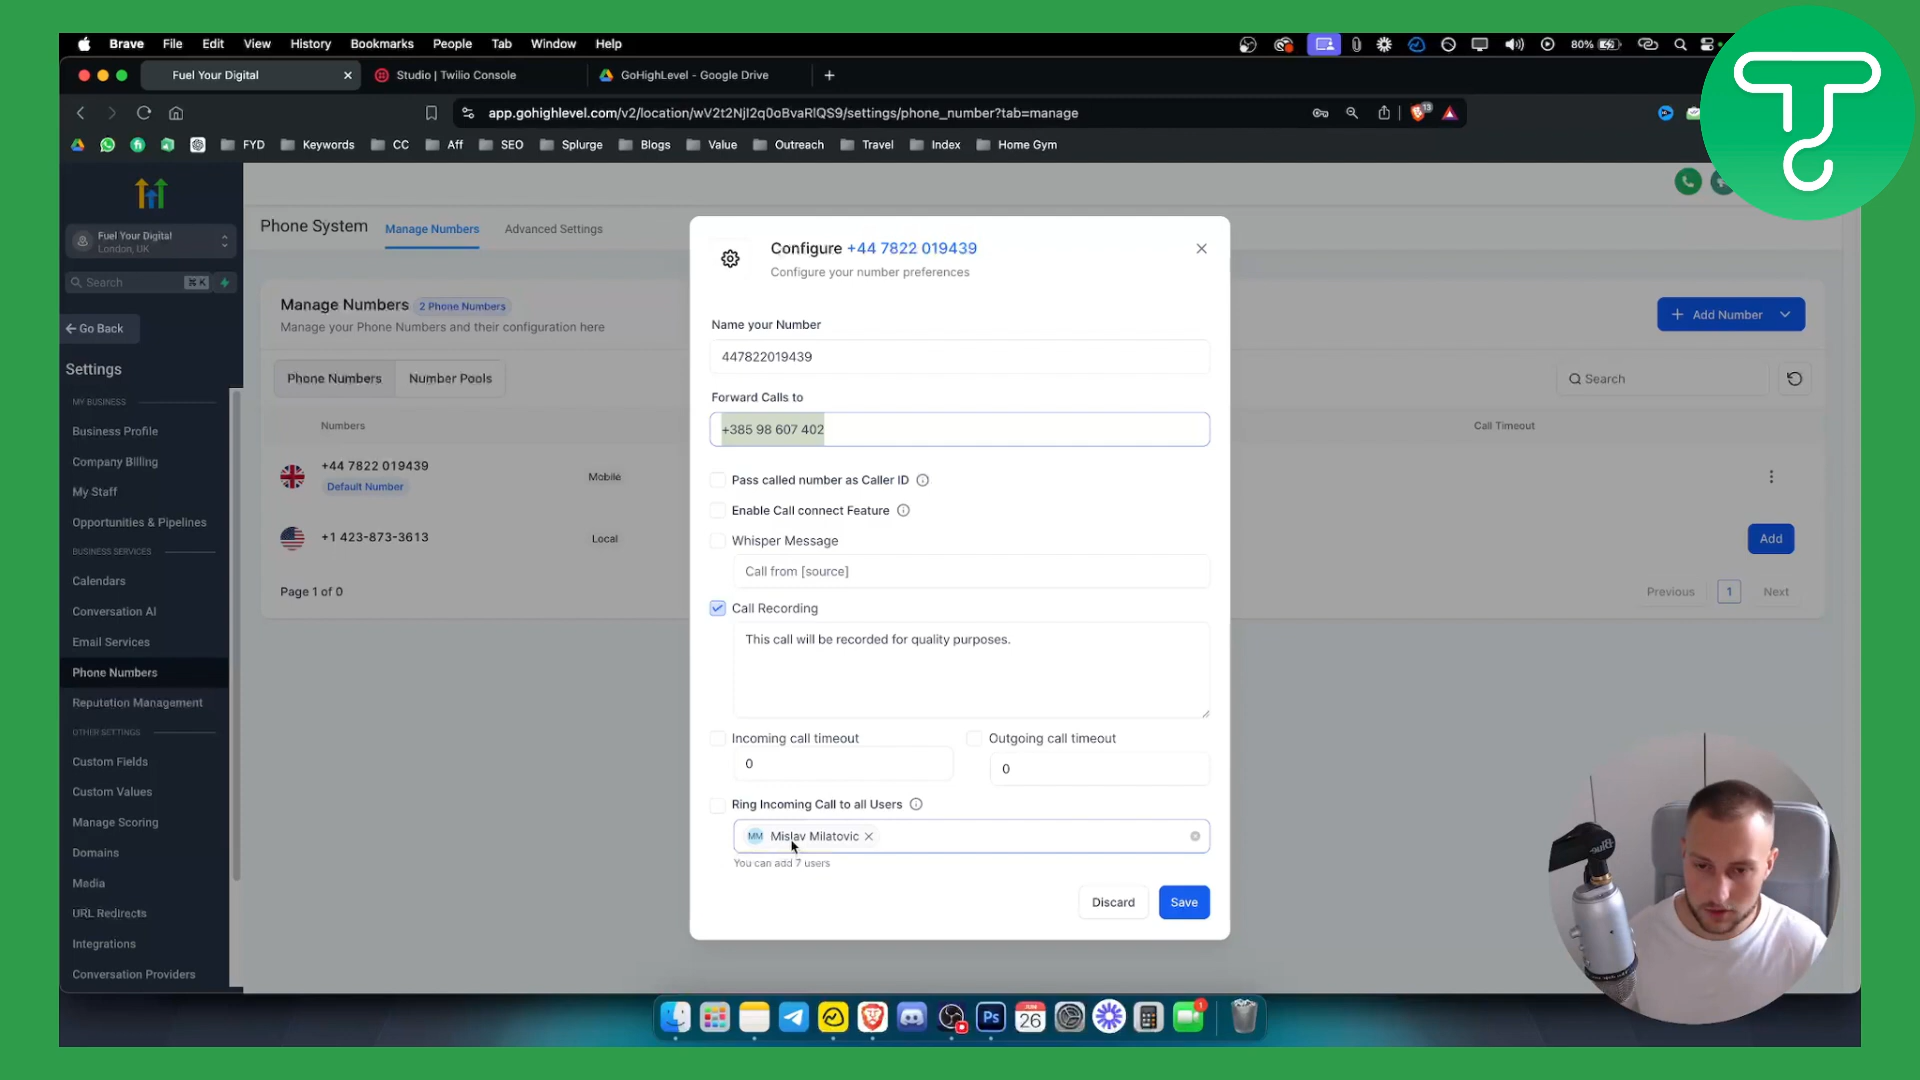 Brave File Edit View History Bookmarks People Tab Window Help
80%
Fuel Your Digital
Studio | Twilio Console
GoHighLevel - Google Drive
app.gohighlevel.com/v2/location/wV2t2NjI2q0oBvaRlQS9/settings/phone_number?tab=manage
13
FYD Keywords CC Aff SEO Splurge Blogs Value Outreach Travel Index Home Gym
Fuel Your Digital
London, UK
Search ⌘ K
Go Back
Settings
MY BUSINESS
Business Profile
Company Billing
My Staff
Opportunities & Pipelines
BUSINESS SERVICES
Calendars
Conversation AI
Email Services
Phone Numbers
Reputation Management
OTHER SETTINGS
Custom Fields
Custom Values
Manage Scoring
Domains
Media
URL Redirects
Integrations
Conversation Providers
Phone System Manage Numbers Advanced Settings
Manage Numbers 2 Phone Numbers
Manage your Phone Numbers and their configuration here
+ Add Number
Phone Numbers Number Pools
Search
Numbers
Call Timeout
+44 7822 019439
Default Number
Mobile
+1 423-873-3613
Local
Add
Page 1 of 0
Previous 1 Next
Configure +44 7822 019439
Configure your number preferences
Name your Number
447822019439
Forward Calls to
+385 98 607 402
Pass called number as Caller ID
Enable Call connect Feature
Whisper Message
Call from [source]
Call Recording
This call will be recorded for quality purposes.
Incoming call timeout
0
Outgoing call timeout
0
Ring Incoming Call to all Users
MM Mislav Milatovic
You can add 7 users
Discard Save
Ps
JUN
26
1
Blue